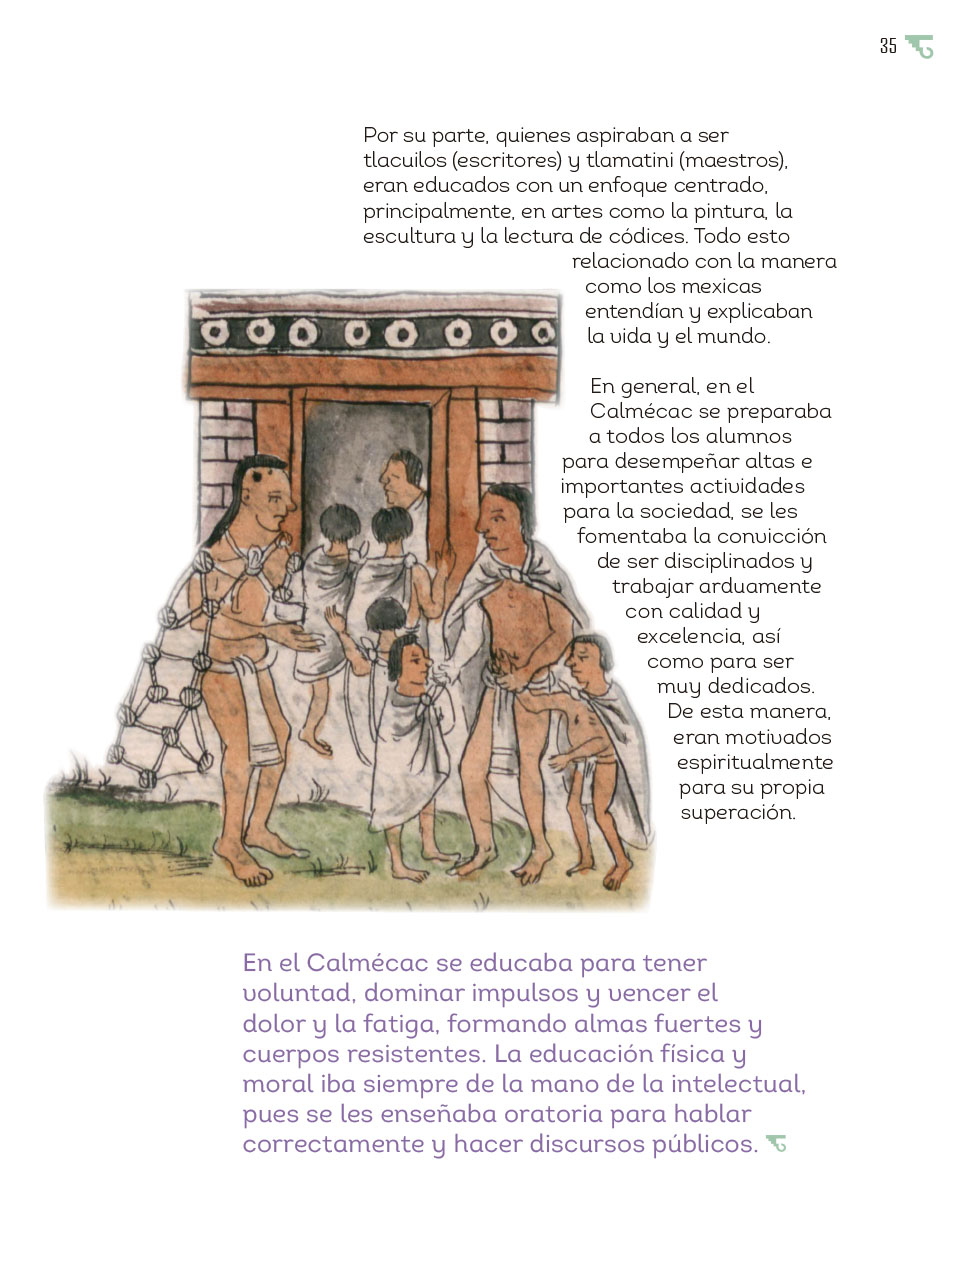 35
Por su parte, quienes aspiraban a ser
tlacuilos (escritores) y tlamatini (maestros),
eran educados con un enfoque centrado,
principalmente, en artes como la pintura, la
escultura y la lectura de códices. Todo esto
relacionado con la manera
como los mexicas
entendían y explicaban
la vida y el mundo.
En general, en el
Calmécac se preparaba
a todos los alumnos
para desempeñar altas e
importantes actividades
para la sociedad, se les
fomentaba la convicción
de ser disciplinados y
trabajar arduamente
con calidad y
excelencia, así
como para ser
muy dedicados.
De esta manera,
eran motivados
espiritualmente
para su propia
superación.
En el Calmécac se educaba para tener
voluntad, dominar impulsos y vencer el
dolor y la fatiga, formando almas fuertes y
cuerpos resistentes. La educación física y
moral iba siempre de la mano de la intelectual,
pues se les enseñaba oratoria para hablar
correctamente y hacer discursos públicos.